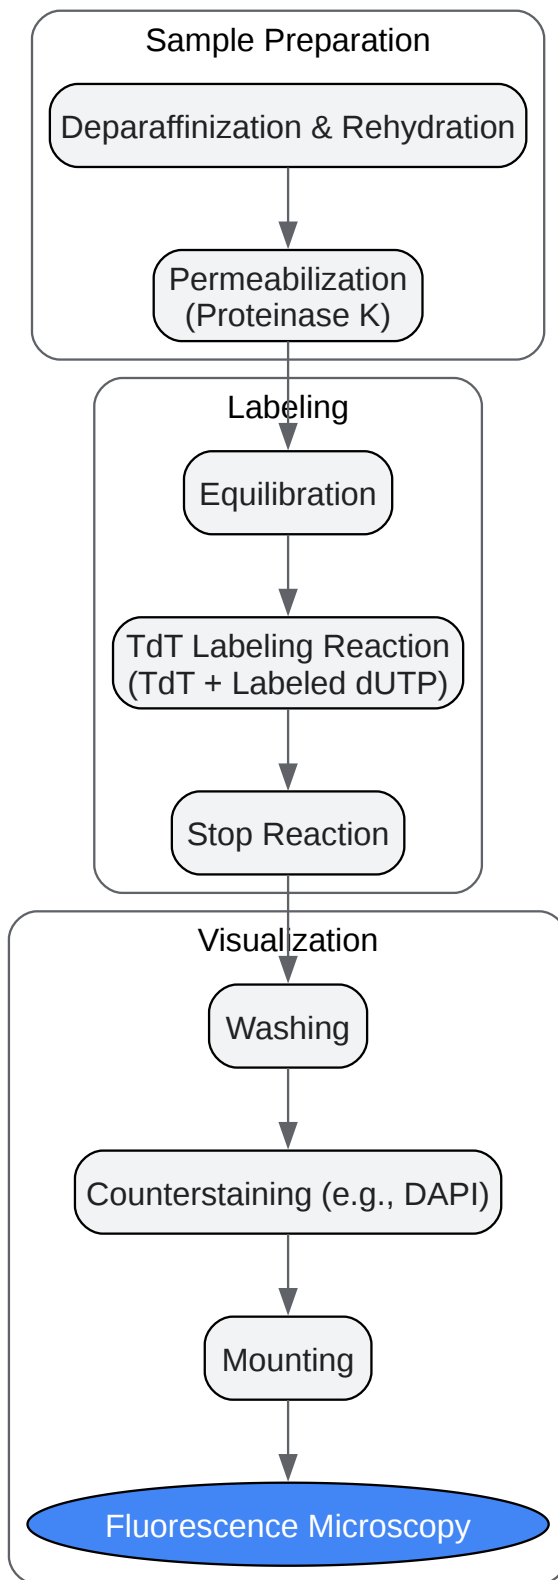 Sample Preparation
Deparaffinization & Rehydration
Permeabilization
(Proteinase K)
Labeling
Equilibration
TdT Labeling Reaction
(TdT + Labeled dUTP)
Stop Reaction
Visualization
Washing
Counterstaining (e.g., DAPI)
Mounting
Fluorescence Microscopy